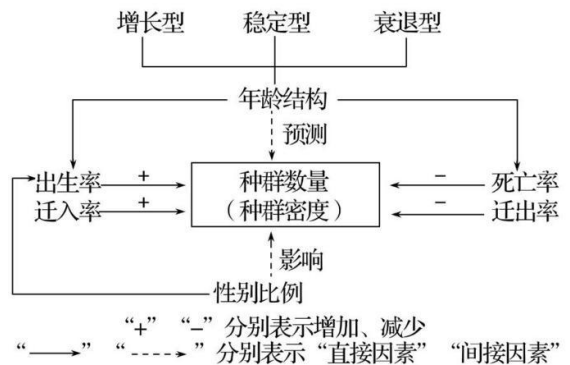 增长型 稳定型 衰退型
年龄结构
预测
出生率 + 种群数量 - 死亡率
迁入率 + （种群密度） - 迁出率
影响
性别比例
“+”“-”分别表示增加、减少
“——→”“----→”分别表示“直接因素”“间接因素”